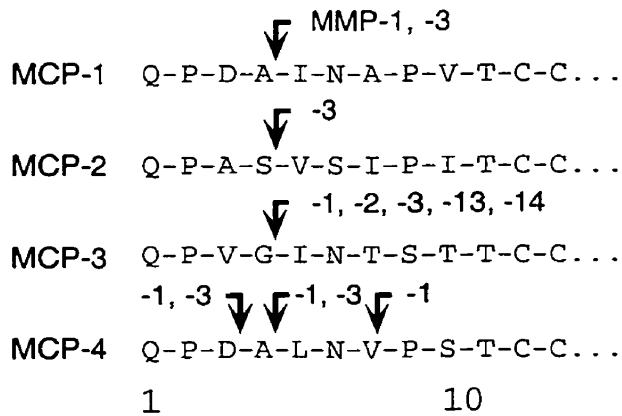 MMP-1, -3
MCP-1 Q-P-D-A-I-N-A-P-V-T-C-C...
-3
MCP-2 Q-P-A-S-V-S-I-P-I-T-C-C...
-1, -2, -3, -13, -14
MCP-3 Q-P-V-G-I-N-T-S-T-T-C-C...
-1, -3 -1, -3 -1
MCP-4 Q-P-D-A-L-N-V-P-S-T-C-C...
1 10